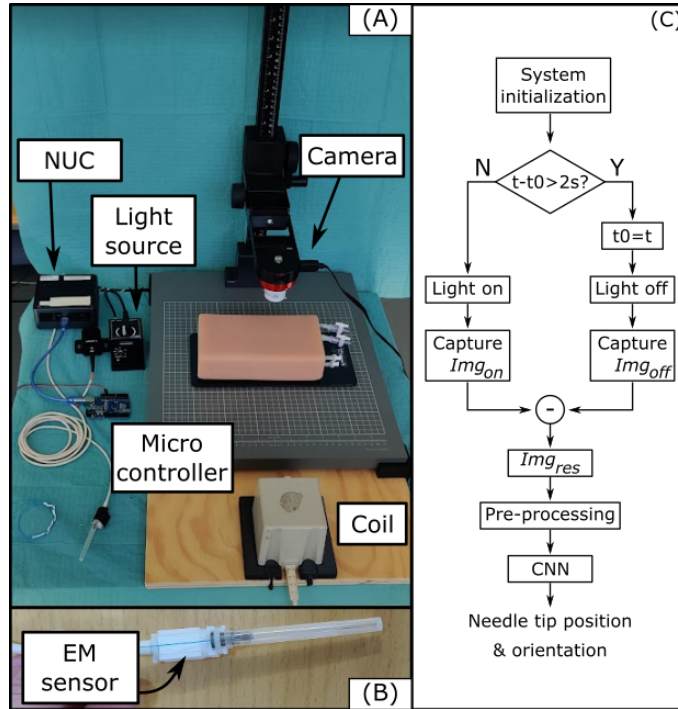 (A)
NUC
Camera
Light
source
Micro
controller
Coil
EM
sensor
(B)
(C)
System
initialization
N
t-t0>2s?
Y
t0=t
Light on
Light off
Capture
Img_on
Capture
Img_off
-
Img_res
Pre-processing
CNN
Needle tip position
& orientation